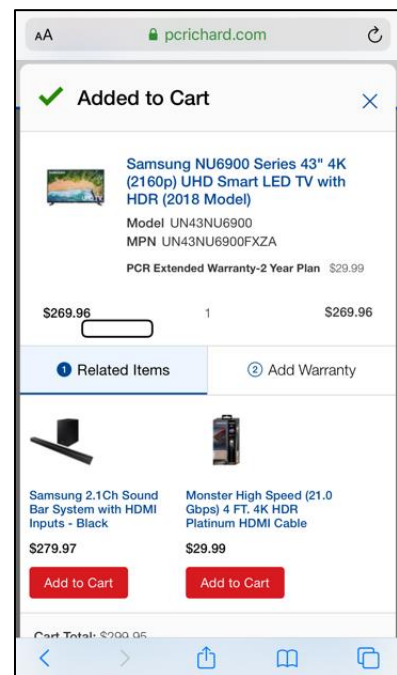 AA pcrichard.com
Added to Cart
Samsung NU6900 Series 43" 4K
(2160p) UHD Smart LED TV with
HDR (2018 Model)
Model UN43NU6900
MPN UN43NU6900FXZA
PCR Extended Warranty-2 Year Plan $29.99
$269.96 1 $269.96
1 Related Items 2 Add Warranty
Samsung 2.1Ch Sound
Bar System with HDMI
Inputs - Black
$279.97
Add to Cart
Monster High Speed (21.0
Gbps) 4 FT. 4K HDR
Platinum HDMI Cable
$29.99
Add to Cart
Cart Total: $299.95